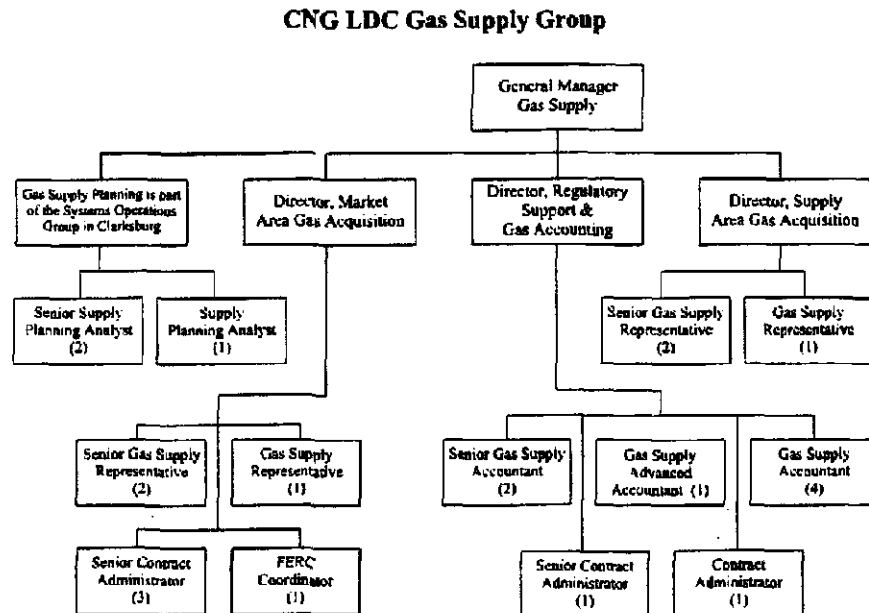 CNG LDC Gas Supply Group
General Manager
Gas Supply
Gas Supply Planning is part
of the Systems Operations
Group in Clarksburg
Director, Market
Area Gas Acquisition
Director, Regulatory
Support &
Gas Accounting
Director, Supply
Area Gas Acquisition
Senior Supply
Planning Analyst
(2)
Supply
Planning Analyst
(1)
Senior Gas Supply
Representative
(2)
Gas Supply
Representative
(1)
Senior Gas Supply
Representative
(2)
Gas Supply
Representative
(1)
Senior Gas Supply
Accountant
(2)
Gas Supply
Advanced
Accountant (1)
Gas Supply
Accountant
(4)
Senior Contract
Administrator
(3)
FERC
Coordinator
(1)
Senior Contract
Administrator
(1)
Contract
Administrator
(1)